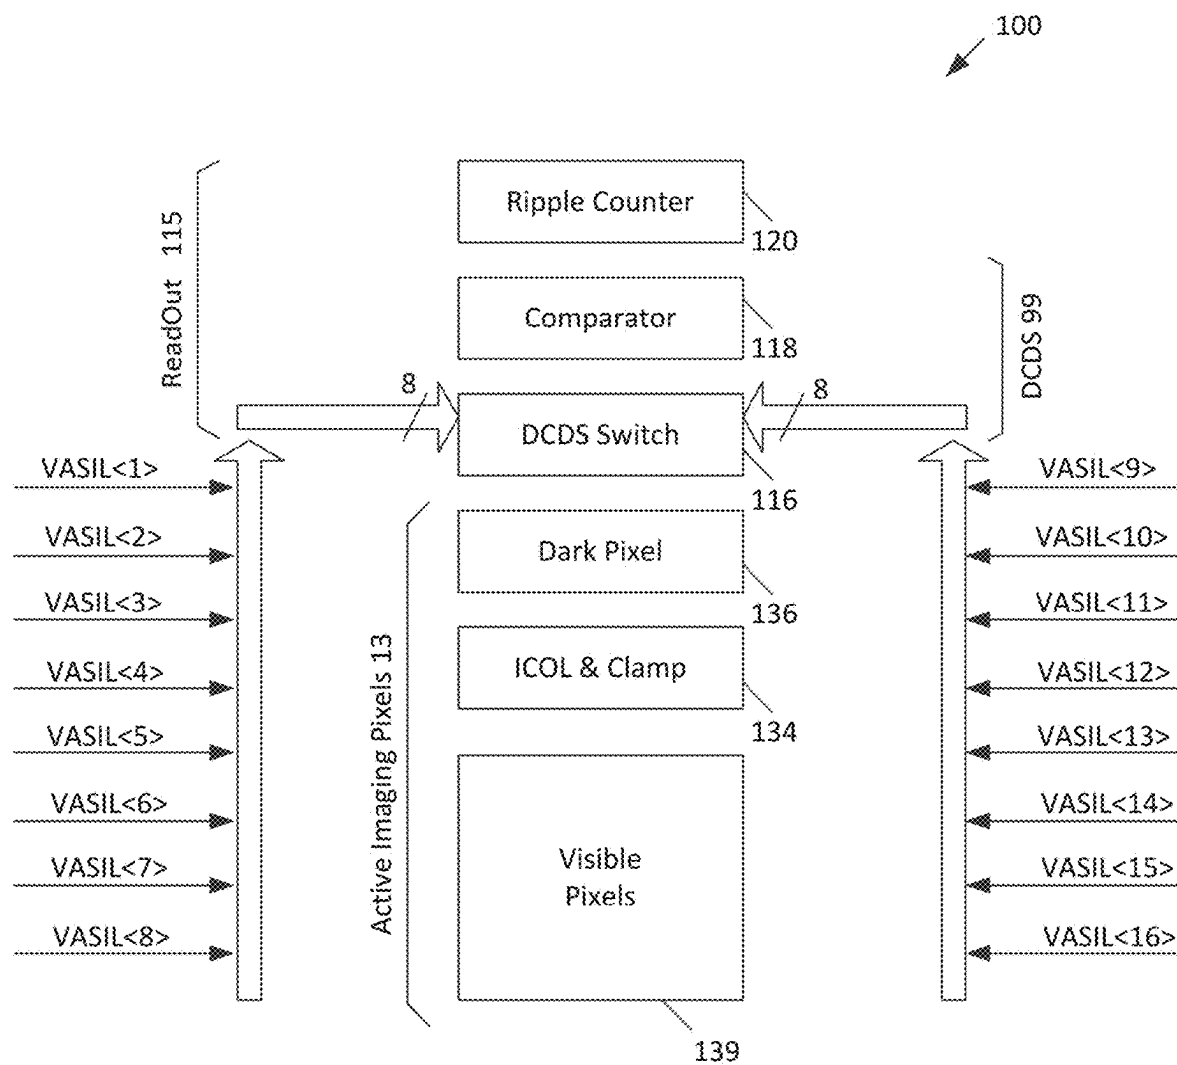 100
Ripple Counter
120
ReadOut 115
Comparator
118
DCDS 99
8
8
DCDS Switch
116
VASIL<1>
VASIL<2>
VASIL<3>
VASIL<4>
VASIL<5>
VASIL<6>
VASIL<7>
VASIL<8>
VASIL<9>
VASIL<10>
VASIL<11>
VASIL<12>
VASIL<13>
VASIL<14>
VASIL<15>
VASIL<16>
Dark Pixel
136
Active Imaging Pixels 13
ICOL & Clamp
134
Visible
Pixels
139